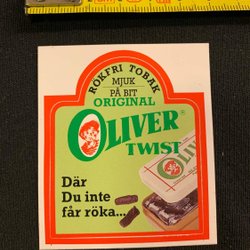 RÖKFRI TOBAK
MJUK
PÅ BIT
ORIGINAL
OLIVER®
TWIST
Där
Du inte
får röka...